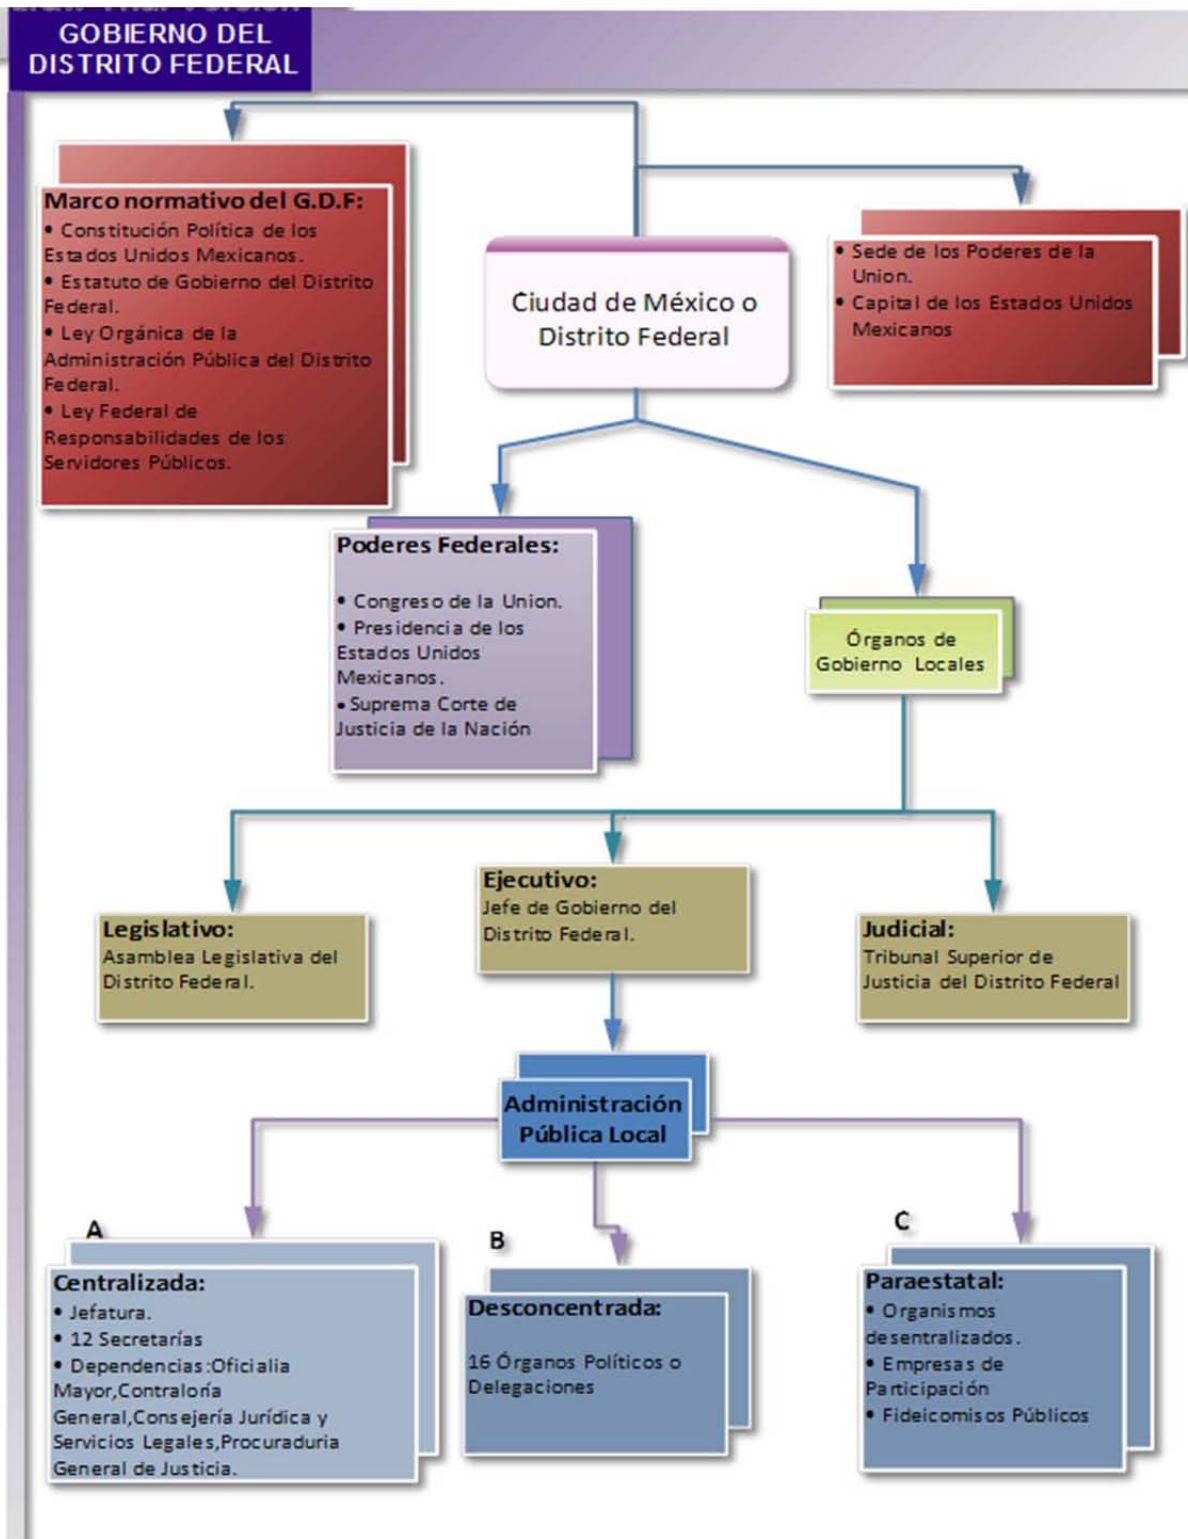 GOBIERNO DEL
DISTRITO FEDERAL
Marco normativo del G.D.F:
• Constitución Política de los
Estados Unidos Mexicanos.
• Estatuto de Gobierno del Distrito
Federal.
• Ley Orgánica de la
Administración Pública del Distrito
Federal.
• Ley Federal de
Responsabilidades de los
Servidores Públicos.
Ciudad de México o
Distrito Federal
• Sede de los Poderes de la
Union.
• Capital de los Estados Unidos
Mexicanos
Poderes Federales:
• Congreso de la Union.
• Presidencia de los
Estados Unidos
Mexicanos.
• Suprema Corte de
Justicia de la Nación
Órganos de
Gobierno Locales
Legislativo:
Asamblea Legislativa del
Distrito Federal.
Ejecutivo:
Jefe de Gobierno del
Distrito Federal.
Judicial:
Tribunal Superior de
Justicia del Distrito Federal
Administración
Pública Local
A
Centralizada:
• Jefatura.
• 12 Secretarías
• Dependencias:Oficialia
Mayor,Contraloría
General,Consejería Jurídica y
Servicios Legales,Procuraduria
General de Justicia.
B
Desconcentrada:
16 Órganos Políticos o
Delegaciones
C
Paraestatal:
• Organismos
desentralizados.
• Empresas de
Participación
• Fideicomisos Públicos